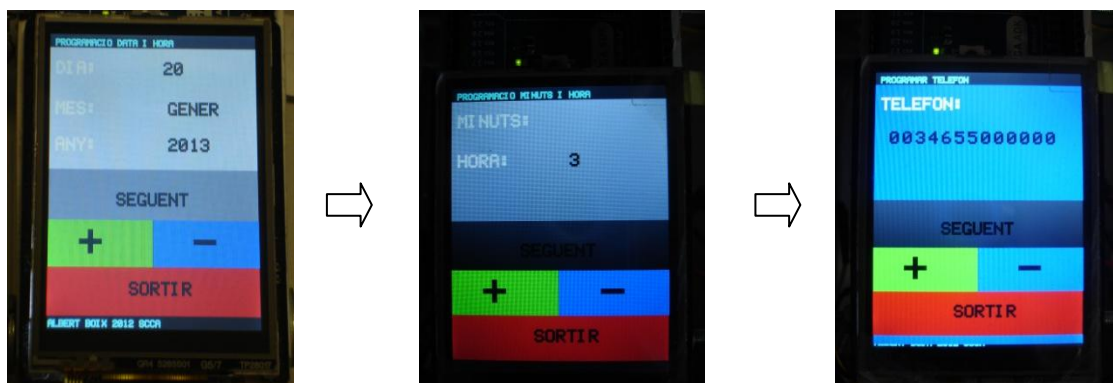 PROGRAMACIO DATA I HORA
DIA: 20
MES: GENER
ANY: 2013
SEGUENT
+ −
SORTIR
ALBERT BOIX 2012 SCCA
PROGRAMACIO MINUTS I HORA
MINUTS:
HORA: 3
SEGUENT
+ −
SORTIR
PROGRAMAR TELEFON
TELEFON:
0034655000000
SEGUENT
+ −
SORTIR